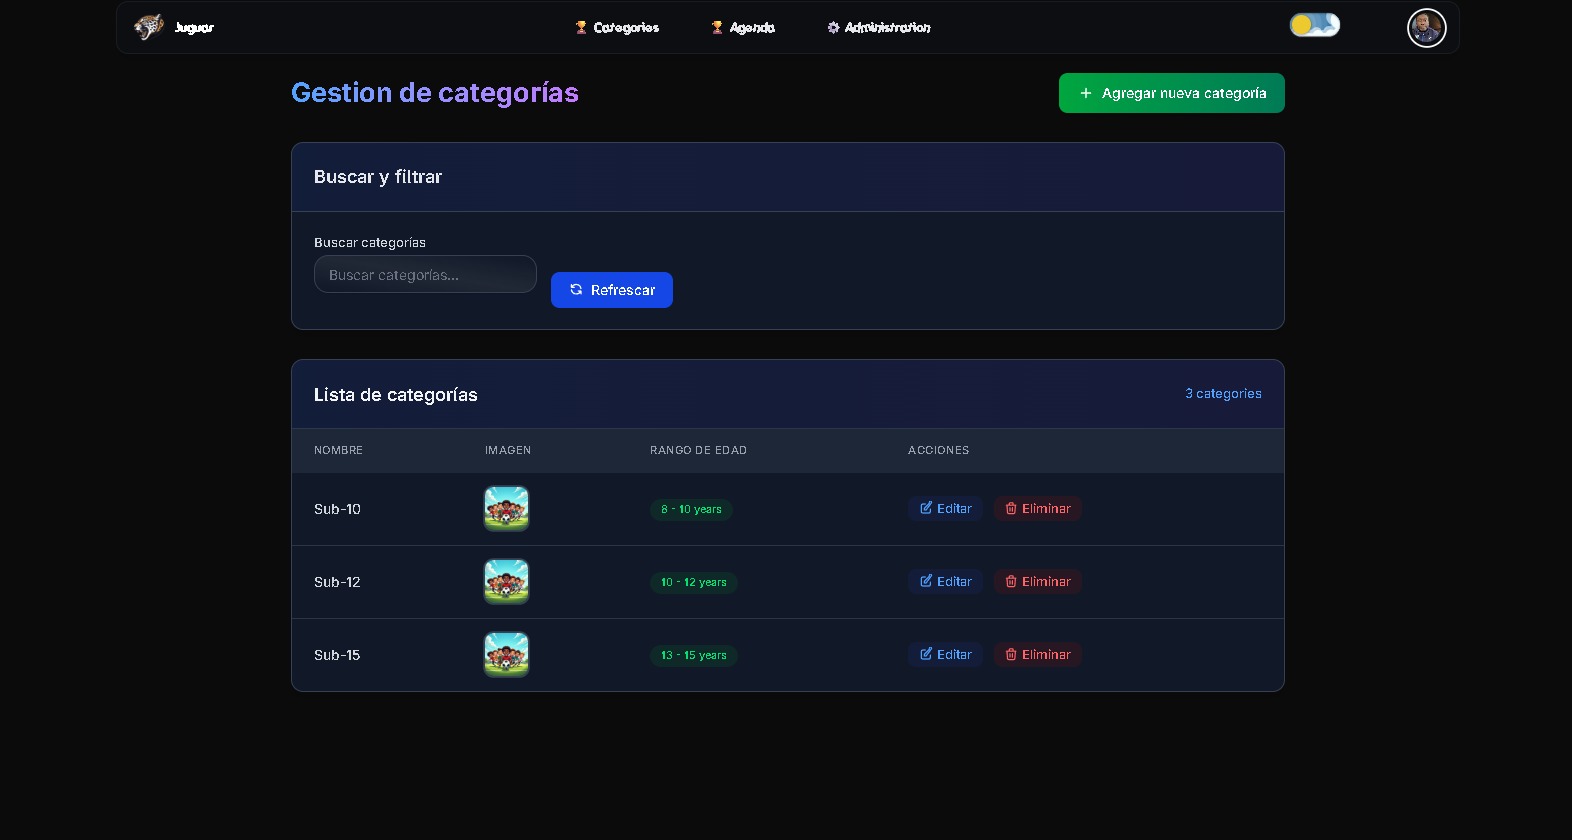 Juguar
Categories
Agenda
Administration
Gestion de categorías
+ Agregar nueva categoría
Buscar y filtrar
Buscar categorías
Buscar categorías...
Refrescar
Lista de categorías
3 categories
NOMBRE IMAGEN RANGO DE EDAD ACCIONES
Sub-10 8 - 10 years Editar Eliminar
Sub-12 10 - 12 years Editar Eliminar
Sub-15 13 - 15 years Editar Eliminar